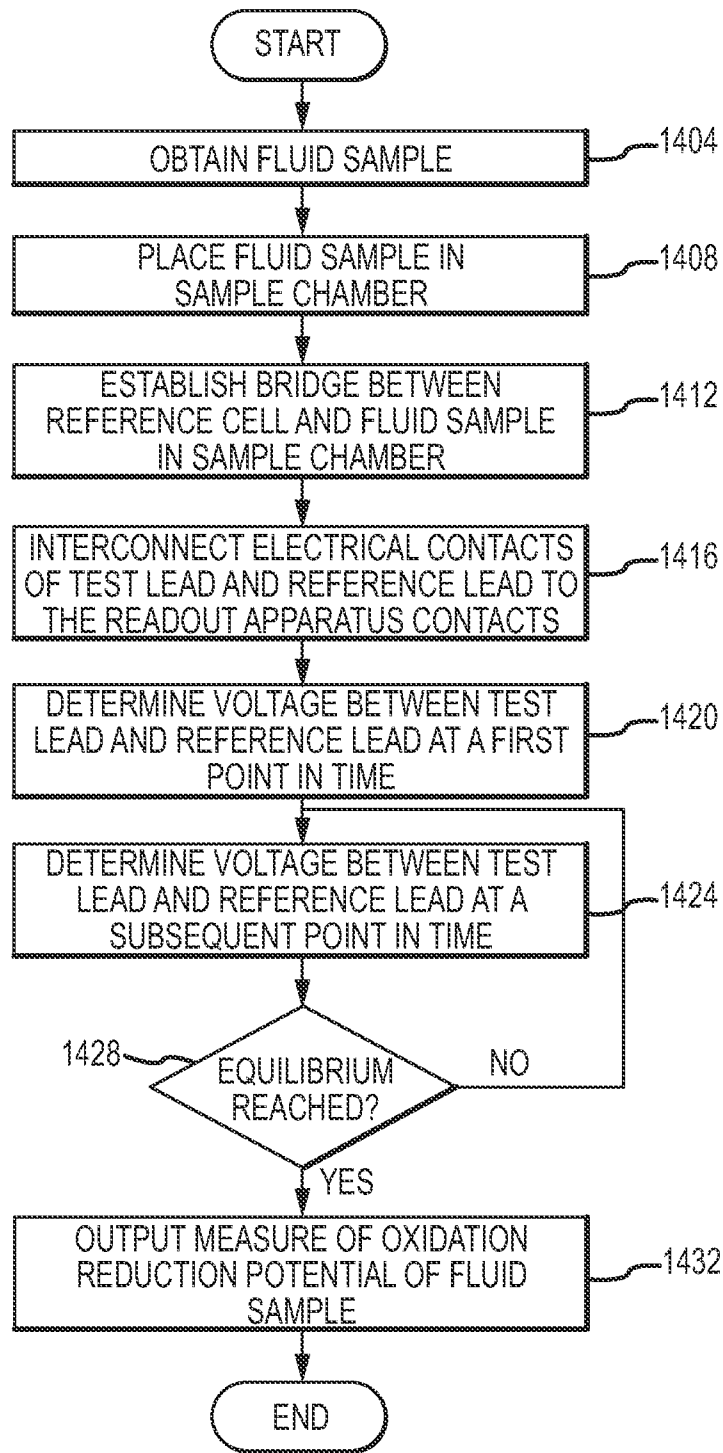 START
OBTAIN FLUID SAMPLE
1404
PLACE FLUID SAMPLE IN
SAMPLE CHAMBER
1408
ESTABLISH BRIDGE BETWEEN
REFERENCE CELL AND FLUID SAMPLE
IN SAMPLE CHAMBER
1412
INTERCONNECT ELECTRICAL CONTACTS
OF TEST LEAD AND REFERENCE LEAD TO
THE READOUT APPARATUS CONTACTS
1416
DETERMINE VOLTAGE BETWEEN TEST
LEAD AND REFERENCE LEAD AT A FIRST
POINT IN TIME
1420
DETERMINE VOLTAGE BETWEEN TEST
LEAD AND REFERENCE LEAD AT A
SUBSEQUENT POINT IN TIME
1424
1428
EQUILIBRIUM
REACHED?
NO
YES
OUTPUT MEASURE OF OXIDATION
REDUCTION POTENTIAL OF FLUID
SAMPLE
1432
END